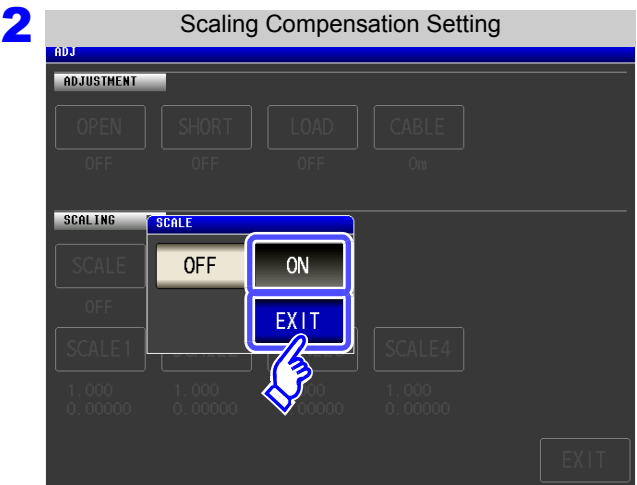 2
Scaling Compensation Setting
ADJ
ADJUSTMENT
OPEN SHORT LOAD CABLE
OFF OFF OFF 0m
SCALING
SCALE
SCALE
OFF ON
OFF
EXIT
SCALE1 SCALE4
1.000 1.000 1.000
0.00000 0.00000 00000 0.00000
EXIT